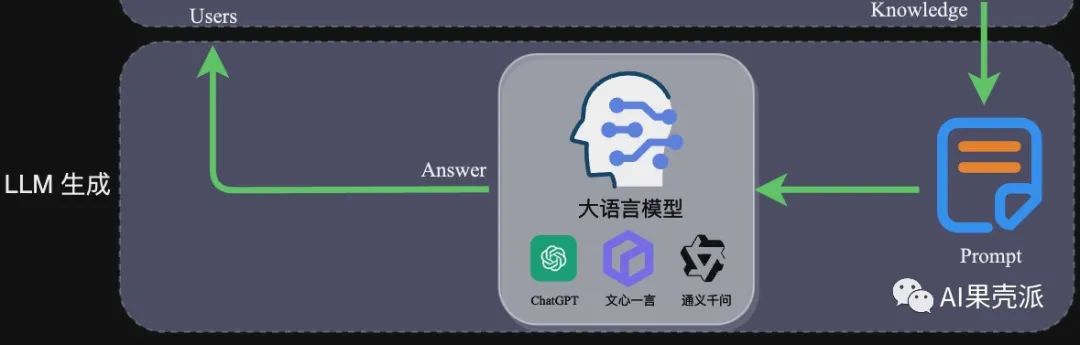 Users
Knowledge
LLM 生成
Answer
大语言模型
ChatGPT
文心一言
通义千问
Prompt
AI果壳派